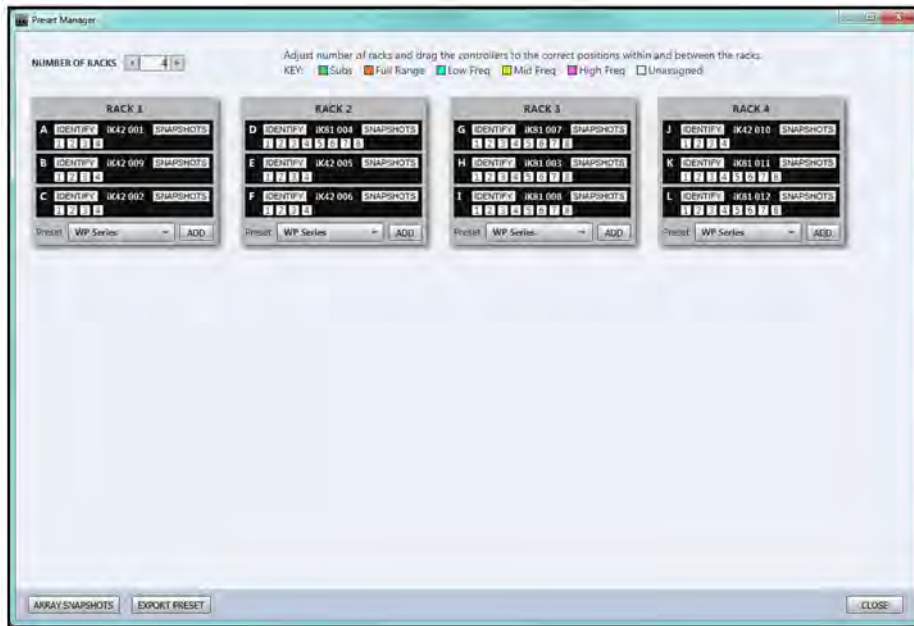 Preset Manager
NUMBER OF RACKS 4
Adjust number of racks and drag the controllers to the correct positions within and between the racks.
KEY: Subs Full Range Low Freq Mid Freq High Freq Unassigned
RACK 1
A IDENTIFY iK42 001 SNAPSHOTS
1 2 3 4
B IDENTIFY iK42 009 SNAPSHOTS
1 2 3 4
C IDENTIFY iK42 002 SNAPSHOTS
1 2 3 4
Preset WP Series ADD
RACK 2
D IDENTIFY iK81 004 SNAPSHOTS
1 2 3 4 5 6 7 8
E IDENTIFY iK42 005 SNAPSHOTS
1 2 3 4
F IDENTIFY iK42 006 SNAPSHOTS
1 2 3 4
Preset WP Series ADD
RACK 3
G IDENTIFY iK81 007 SNAPSHOTS
1 2 3 4 5 6 7 8
H IDENTIFY iK81 003 SNAPSHOTS
1 2 3 4 5 6 7 8
I IDENTIFY iK81 008 SNAPSHOTS
1 2 3 4 5 6 7 8
Preset WP Series ADD
RACK 4
J IDENTIFY iK42 010 SNAPSHOTS
1 2 3 4
K IDENTIFY iK81 011 SNAPSHOTS
1 2 3 4 5 6 7 8
L IDENTIFY iK81 012 SNAPSHOTS
1 2 3 4 5 6 7 8
Preset WP Series ADD
ARRAY SNAPSHOTS EXPORT PRESET CLOSE